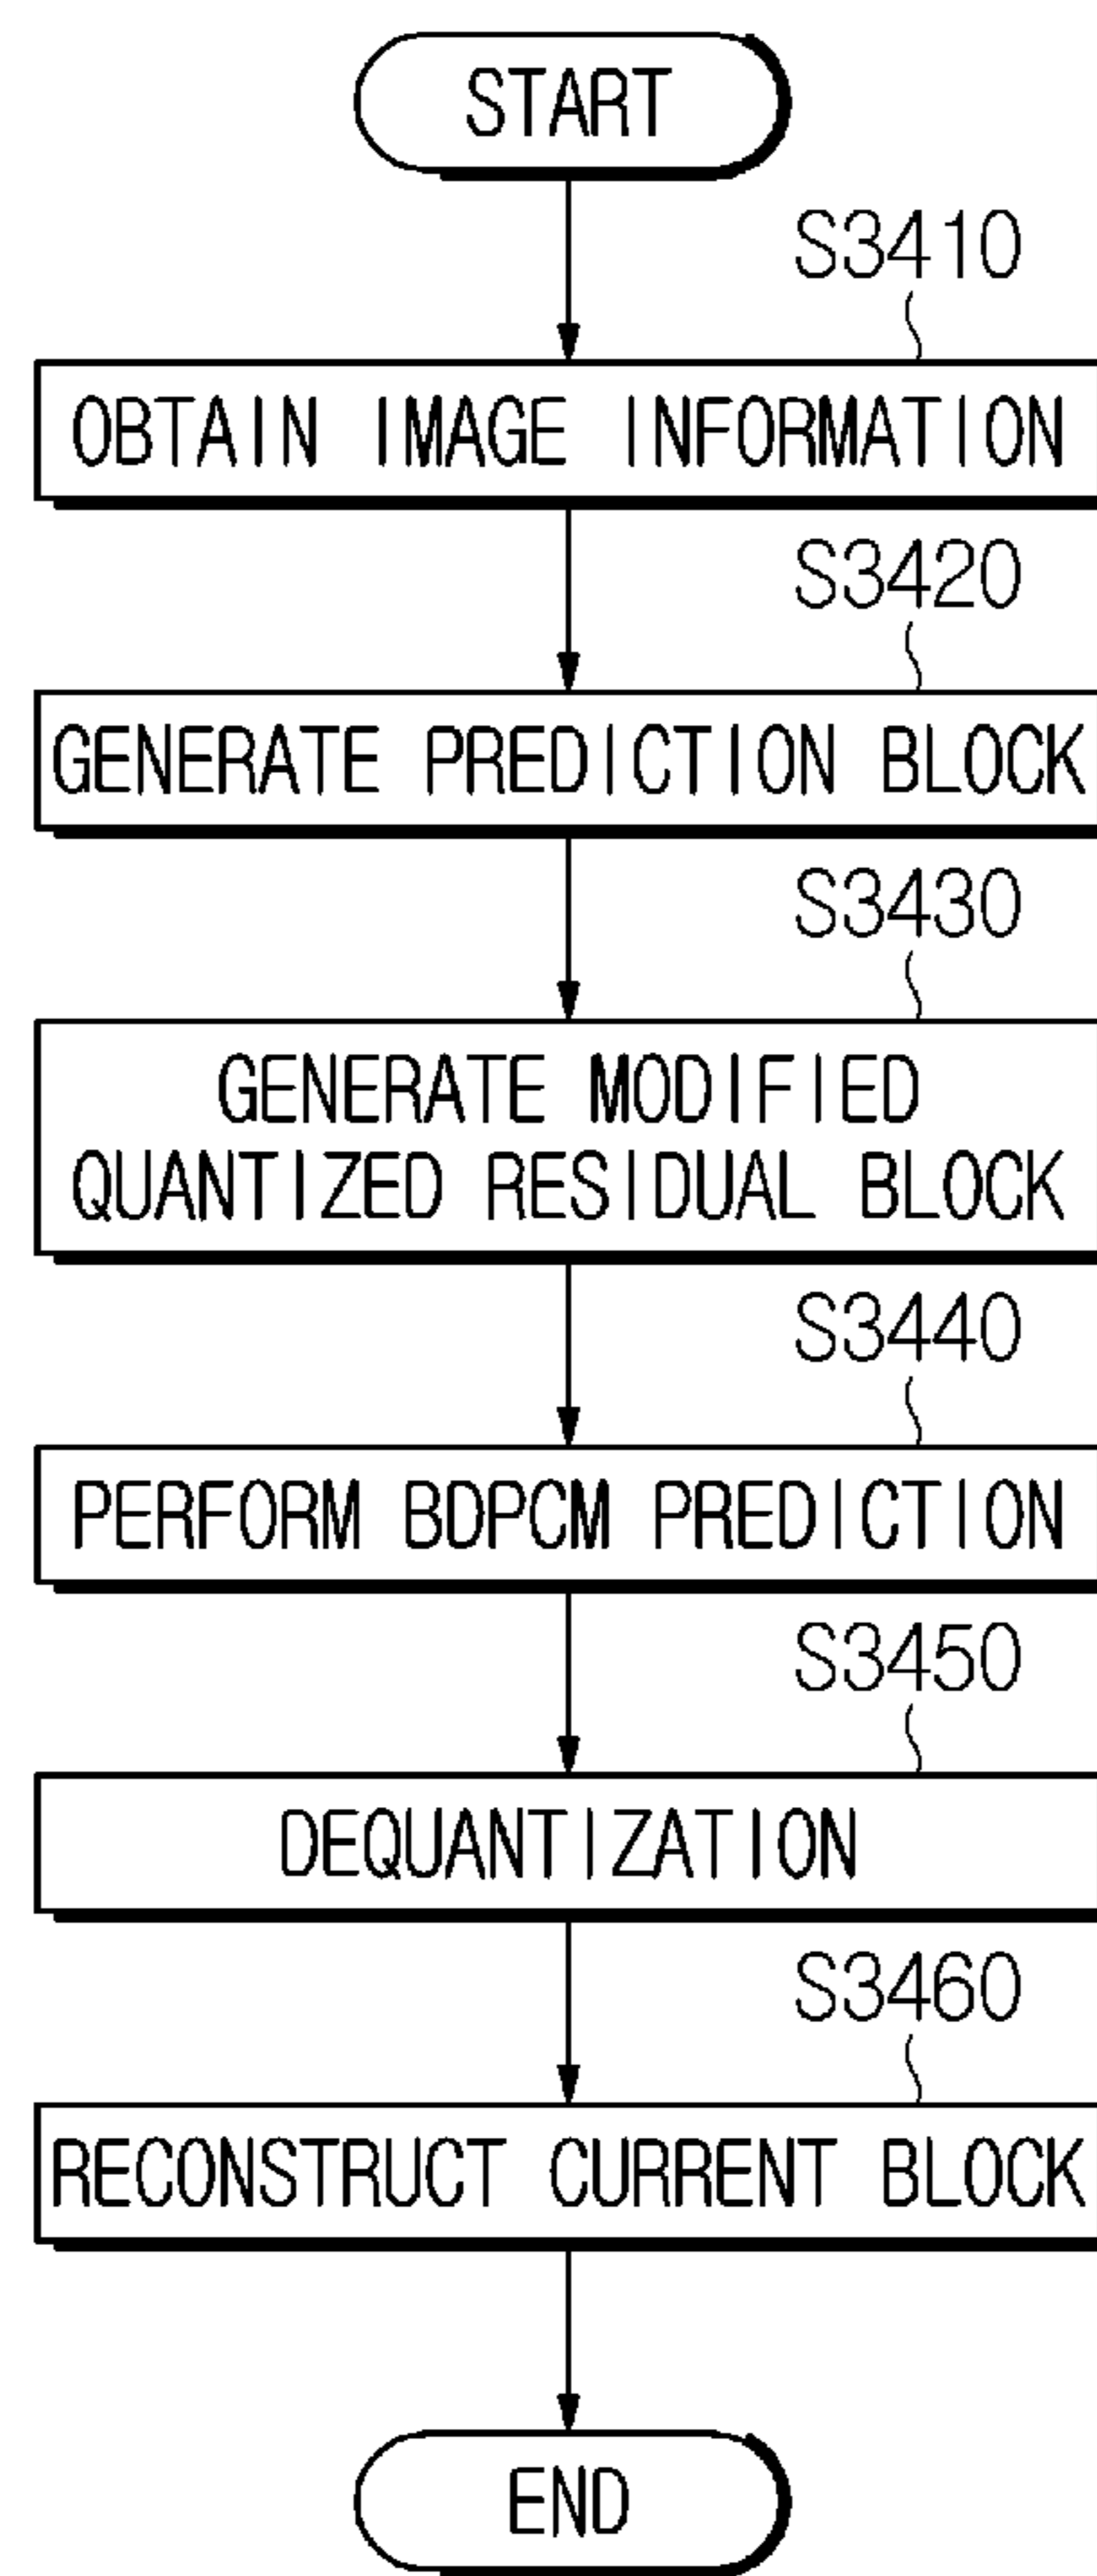 START
S3410
OBTAIN IMAGE INFORMATION
S3420
GENERATE PREDICTION BLOCK
S3430
GENERATE MODIFIED
QUANTIZED RESIDUAL BLOCK
S3440
PERFORM BDPCM PREDICTION
S3450
DEQUANTIZATION
S3460
RECONSTRUCT CURRENT BLOCK
END